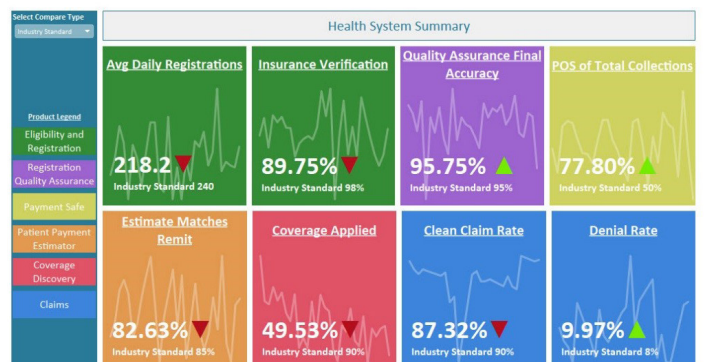 Select Compare Type
Industry Standard
Product Legend
Eligibility and
Registration
Registration
Quality Assurance
Payment Safe
Patient Payment
Estimator
Coverage
Discovery
Claims
Health System Summary
Avg Daily Registrations
218.2
Industry Standard 240
Insurance Verification
89.75%
Industry Standard 98%
Quality Assurance Final
Accuracy
95.75%
Industry Standard 95%
POS of Total Collections
77.80%
Industry Standard 50%
Estimate Matches
Remit
82.63%
Industry Standard 85%
Coverage Applied
49.53%
Industry Standard 90%
Clean Claim Rate
87.32%
Industry Standard 90%
Denial Rate
9.97%
Industry Standard 8%